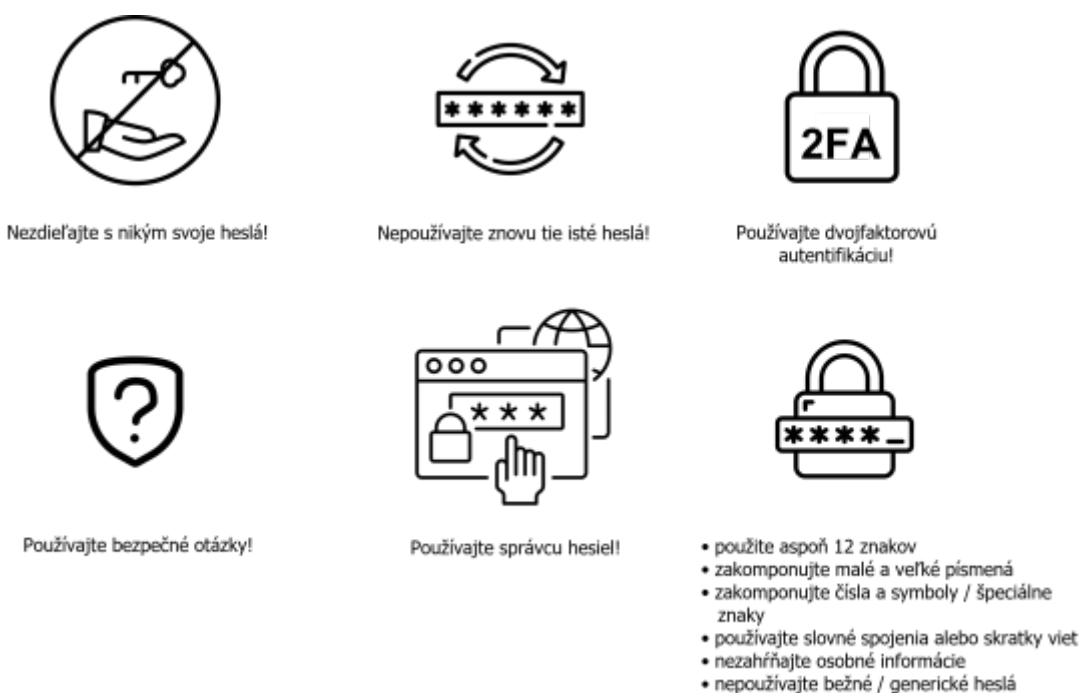 ******
2FA
Nezdieľajte s nikým svoje heslá!
Nepoužívajte znovu tie isté heslá!
Používajte dvojfaktorovú
autentifikáciu!
?
***
****_
Používajte bezpečné otázky!
Používajte správcu hesiel!
• použite aspoň 12 znakov
• zakomponujte malé a veľké písmená
• zakomponujte čísla a symboly / špeciálne
znaky
• používajte slovné spojenia alebo skratky viet
• nezahŕňajte osobné informácie
• nepoužívajte bežné / generické heslá